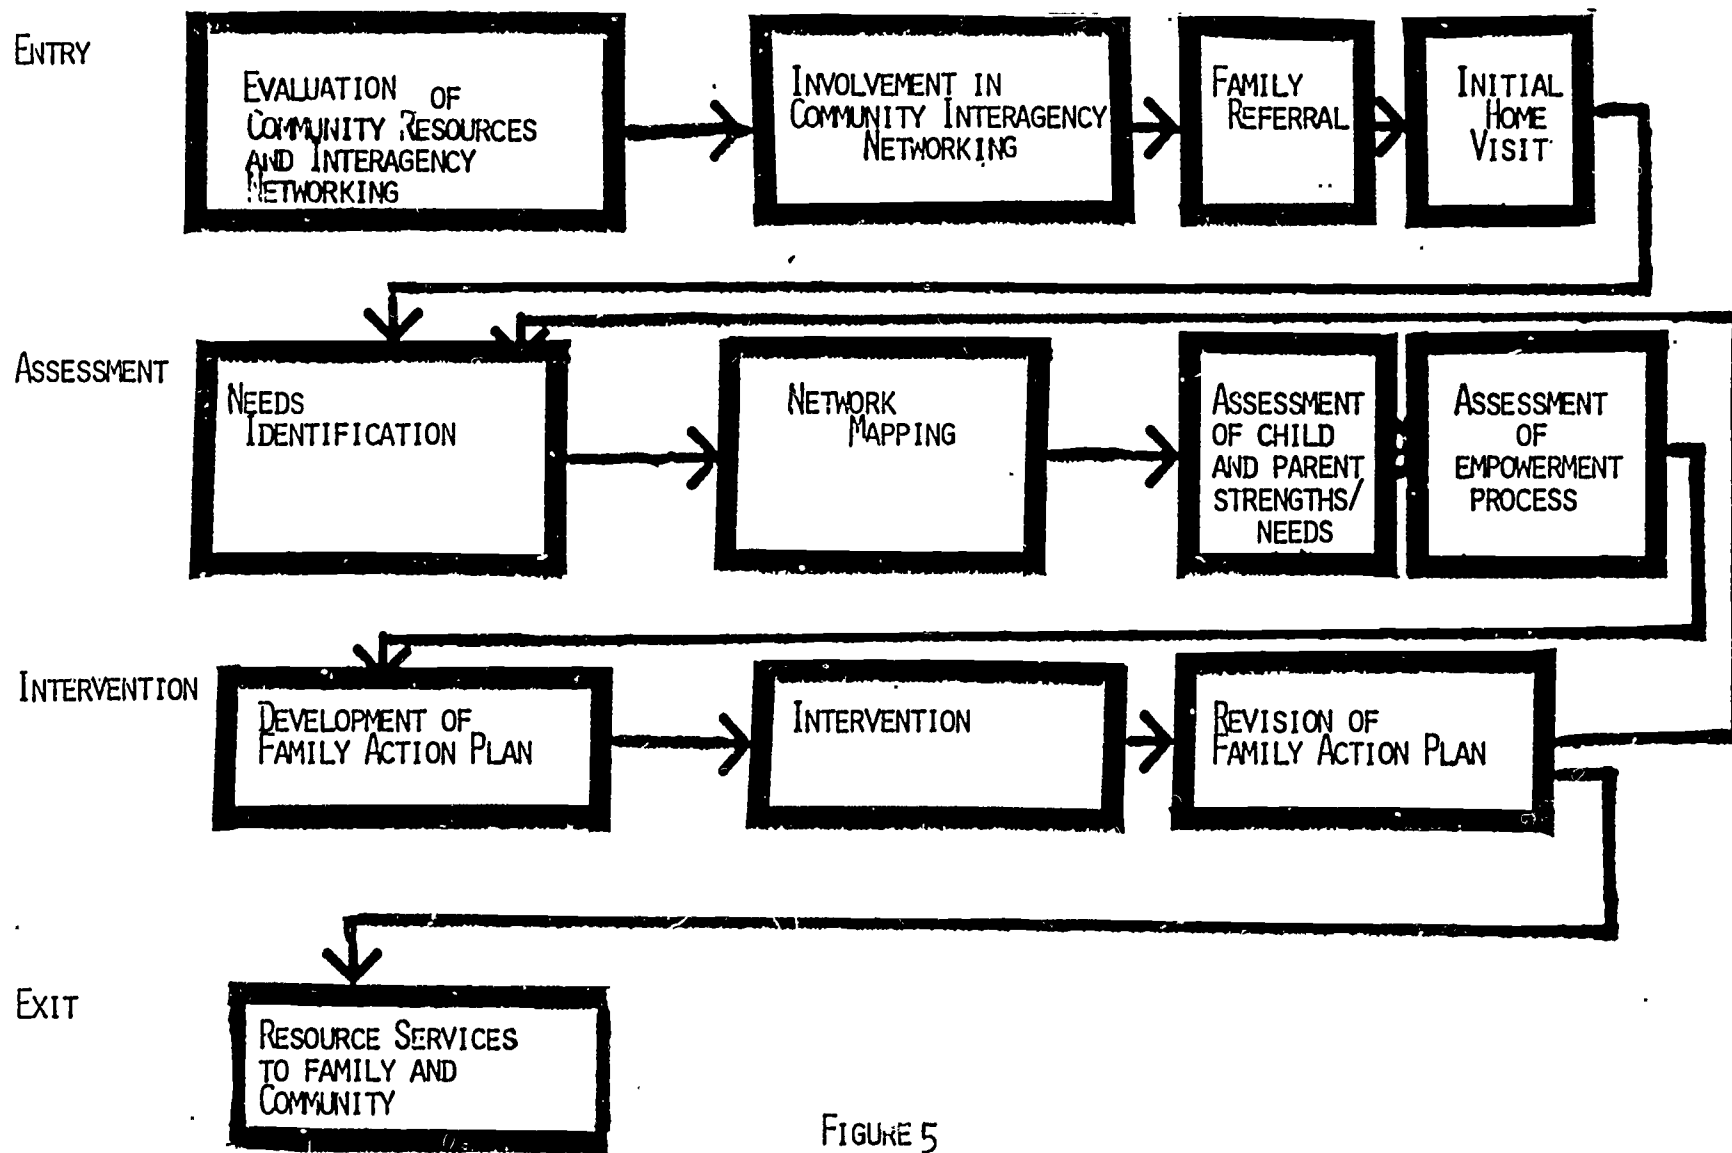 ENTRY
EVALUATION OF
COMMUNITY RESOURCES
AND INTERAGENCY
NETWORKING
INVOLVEMENT IN
COMMUNITY INTERAGENCY
NETWORKING
FAMILY
REFERRAL
INITIAL
HOME
VISIT
ASSESSMENT
NEEDS
IDENTIFICATION
NETWORK
MAPPING
ASSESSMENT
OF CHILD
AND PARENT
STRENGTHS/
NEEDS
ASSESSMENT
OF
EMPOWERMENT
PROCESS
INTERVENTION
DEVELOPMENT OF
FAMILY ACTION PLAN
INTERVENTION
REVISION OF
FAMILY ACTION PLAN
EXIT
RESOURCE SERVICES
TO FAMILY AND
COMMUNITY
FIGURE 5